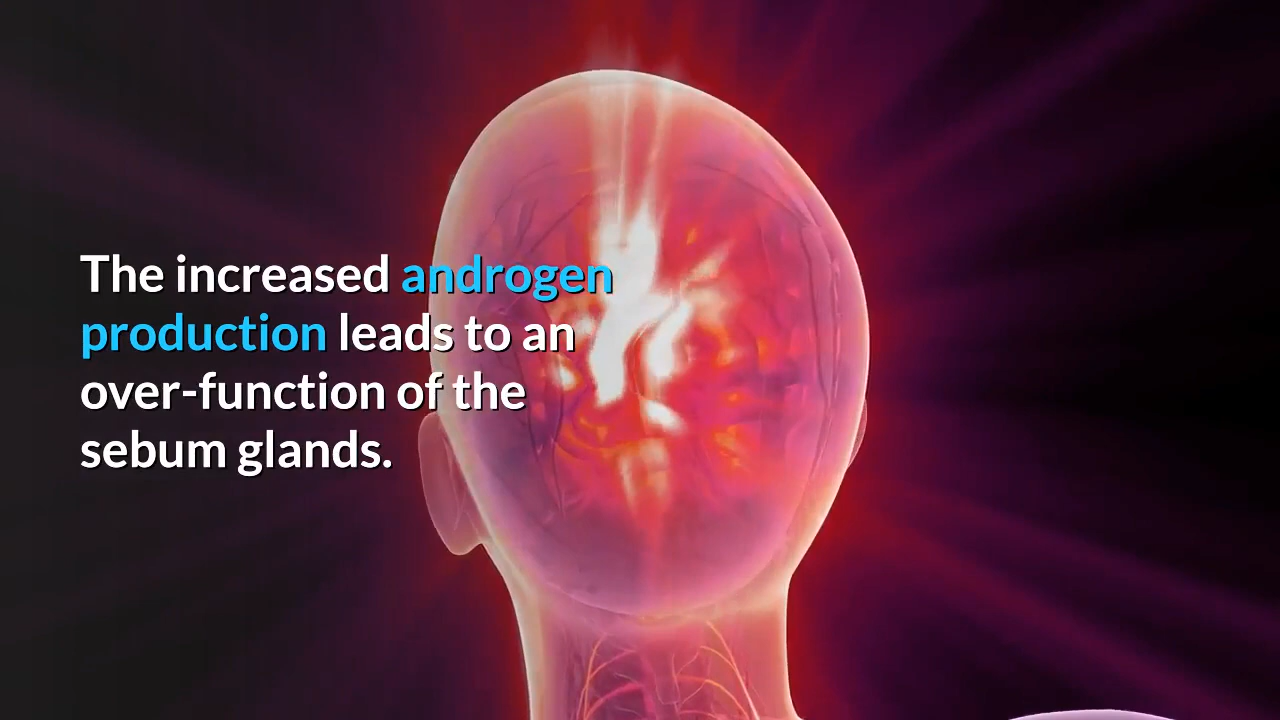 The increased androgen
production leads to an
over-function of the
sebum glands.